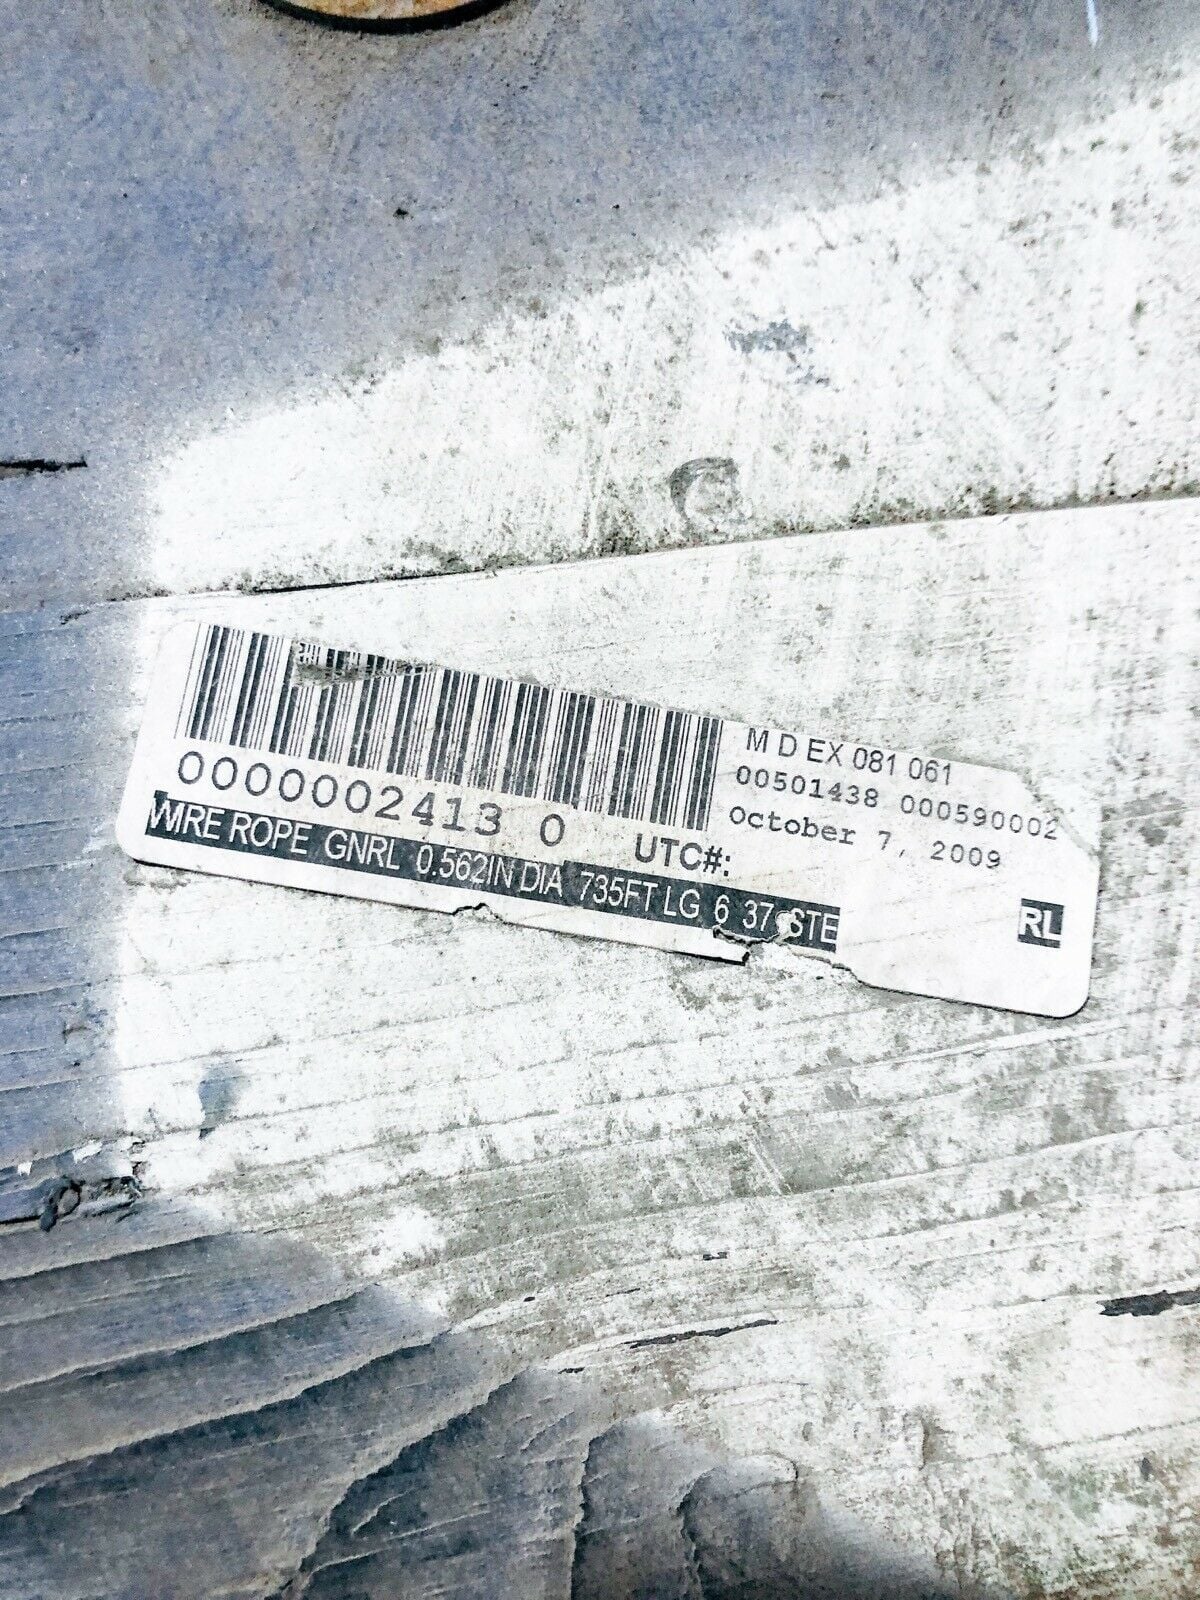 M D EX 081 061
00501438 000590002
October 7, 2009
0000002413 0 UTC#:
WIRE ROPE GNRL 0.562IN DIA 735FT LG 6 37 STE RL